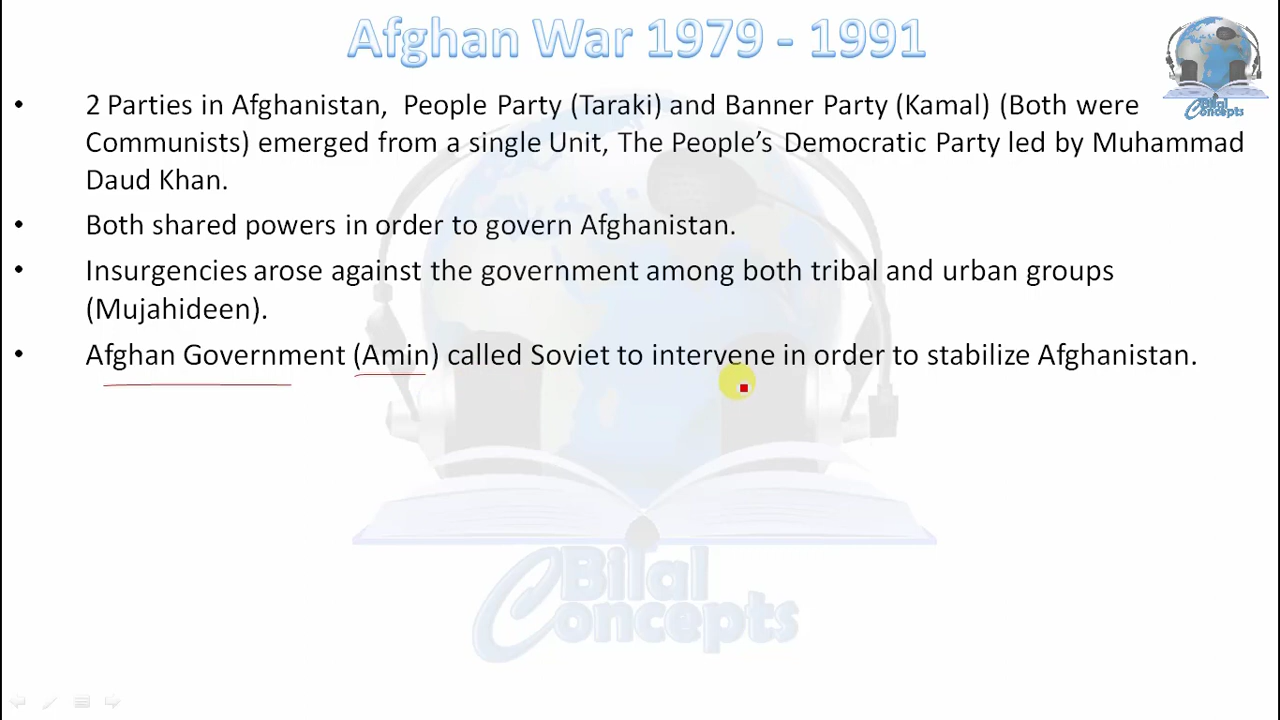 Afghan War 1979 - 1991
• 2 Parties in Afghanistan, People Party (Taraki) and Banner Party (Kamal) (Both were
Communists) emerged from a single Unit, The People's Democratic Party led by Muhammad
Daud Khan.
• Both shared powers in order to govern Afghanistan.
• Insurgencies arose against the government among both tribal and urban groups
(Mujahideen).
• Afghan Government (Amin) called Soviet to intervene in order to stabilize Afghanistan.
Bilal
Concepts
Bilal
Concepts